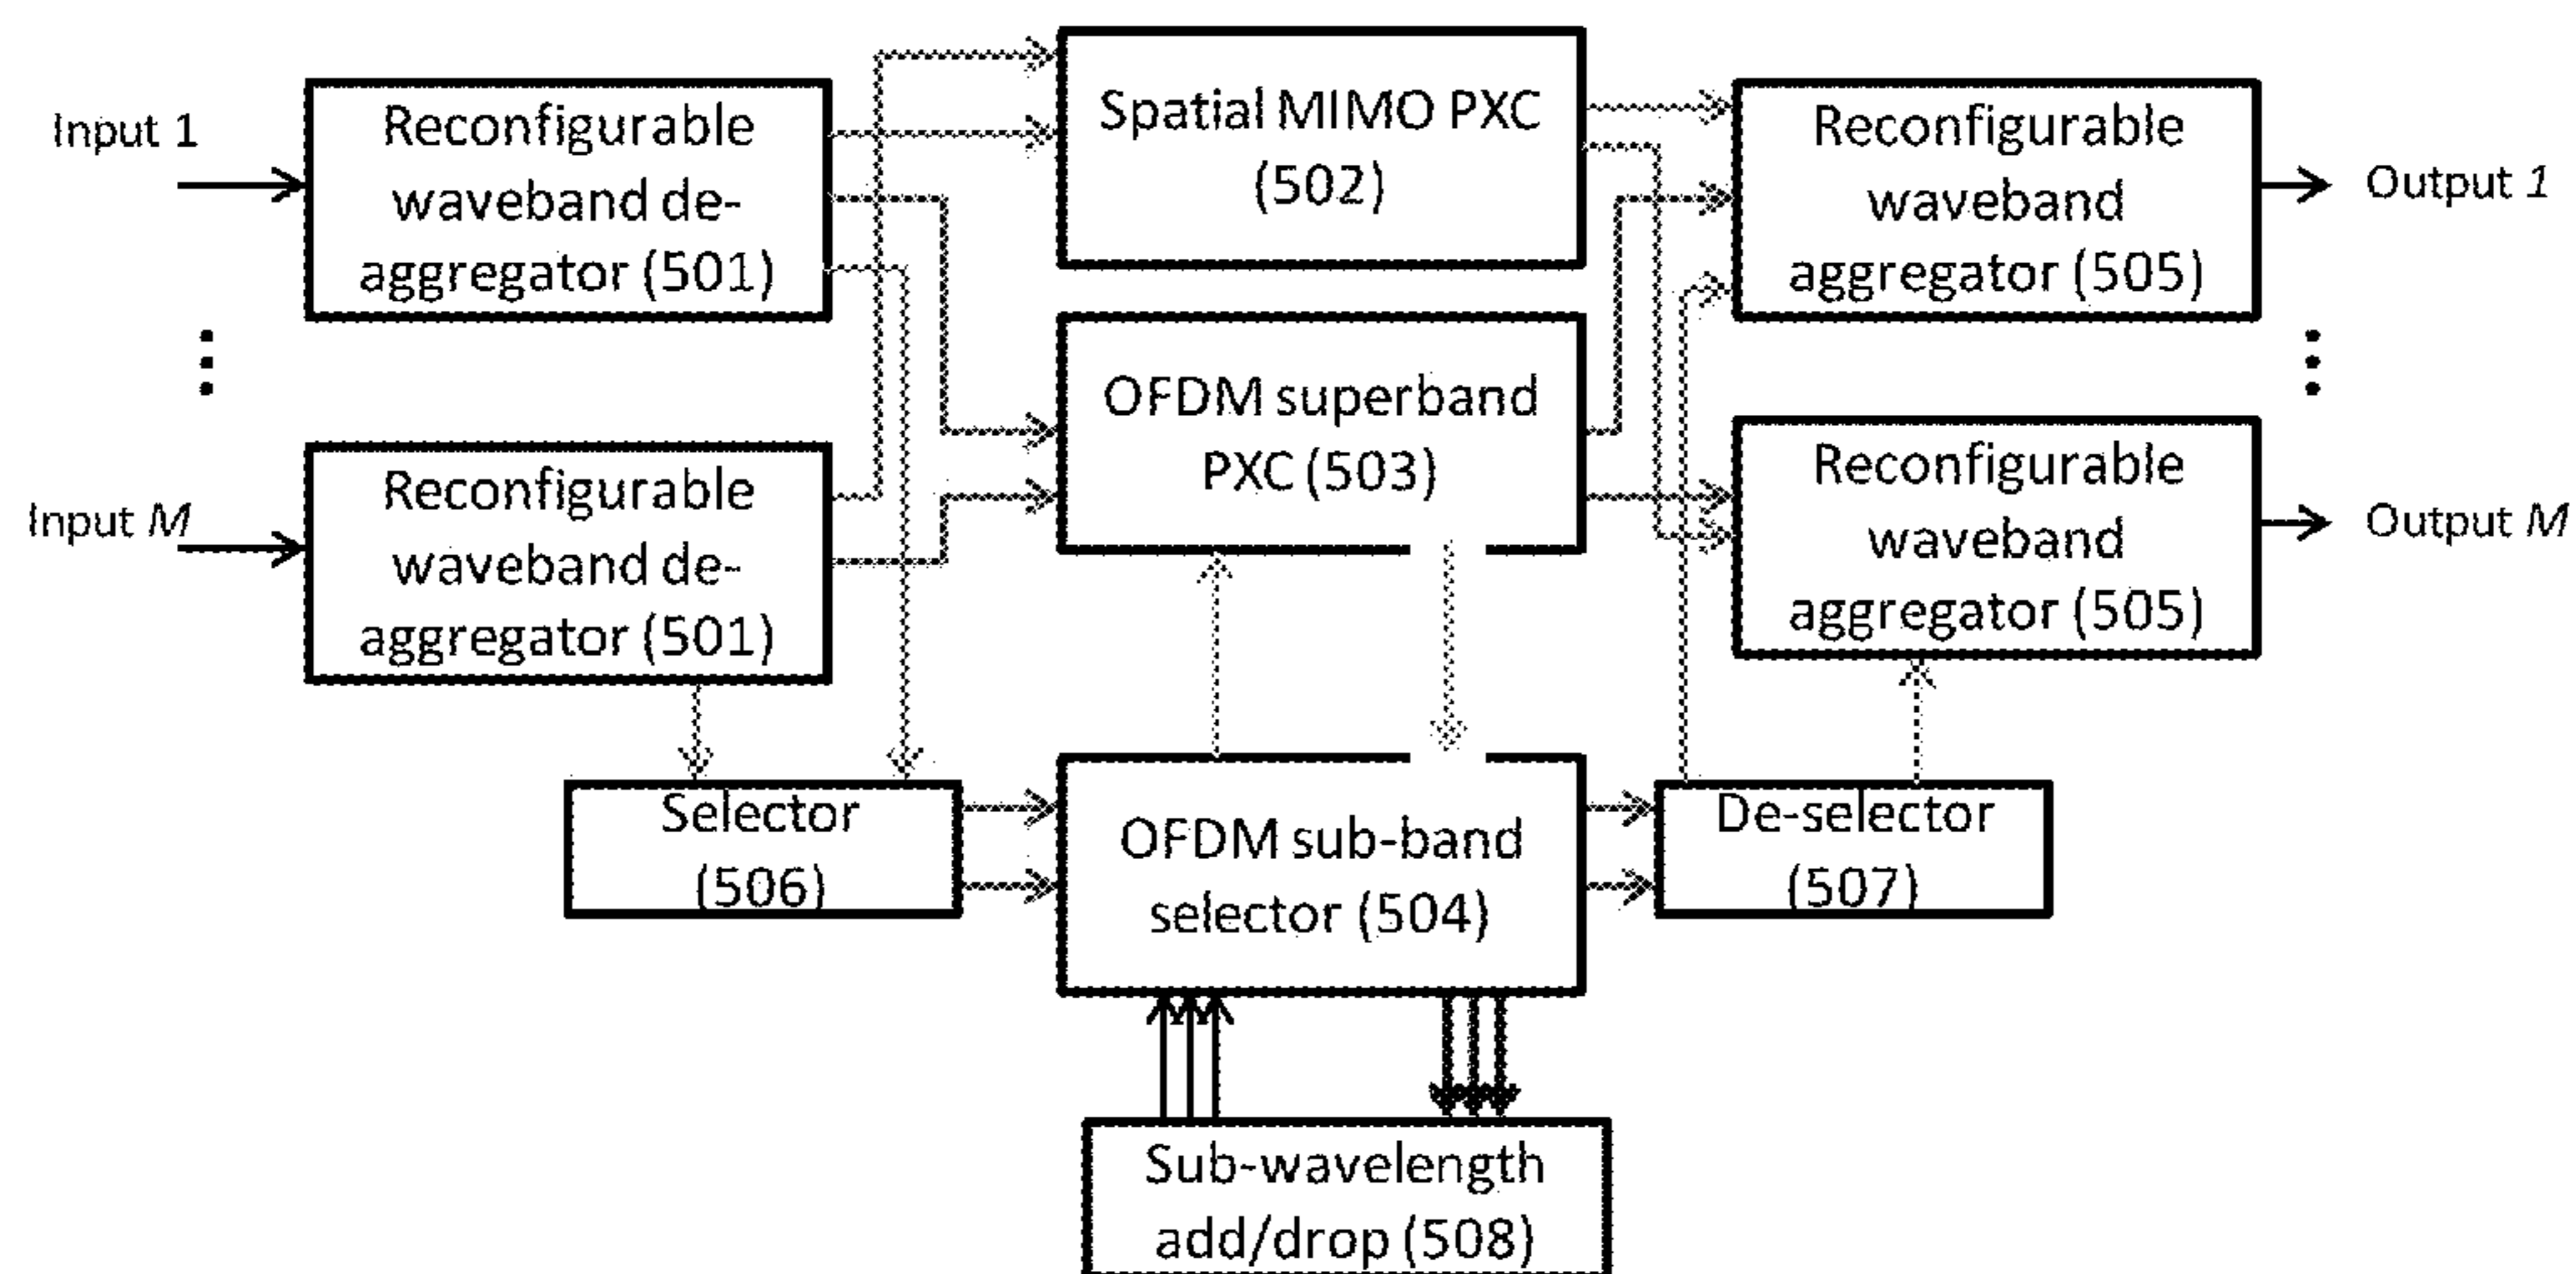 Input 1
Reconfigurable
waveband de-
aggregator (501)
Spatial MIMO PXC
(502)
Reconfigurable
waveband
aggregator (505)
Output 1
OFDM superband
PXC (503)
Input M
Reconfigurable
waveband de-
aggregator (501)
Reconfigurable
waveband
aggregator (505)
Output M
Selector
(506)
OFDM sub-band
selector (504)
De-selector
(507)
Sub-wavelength
add/drop (508)